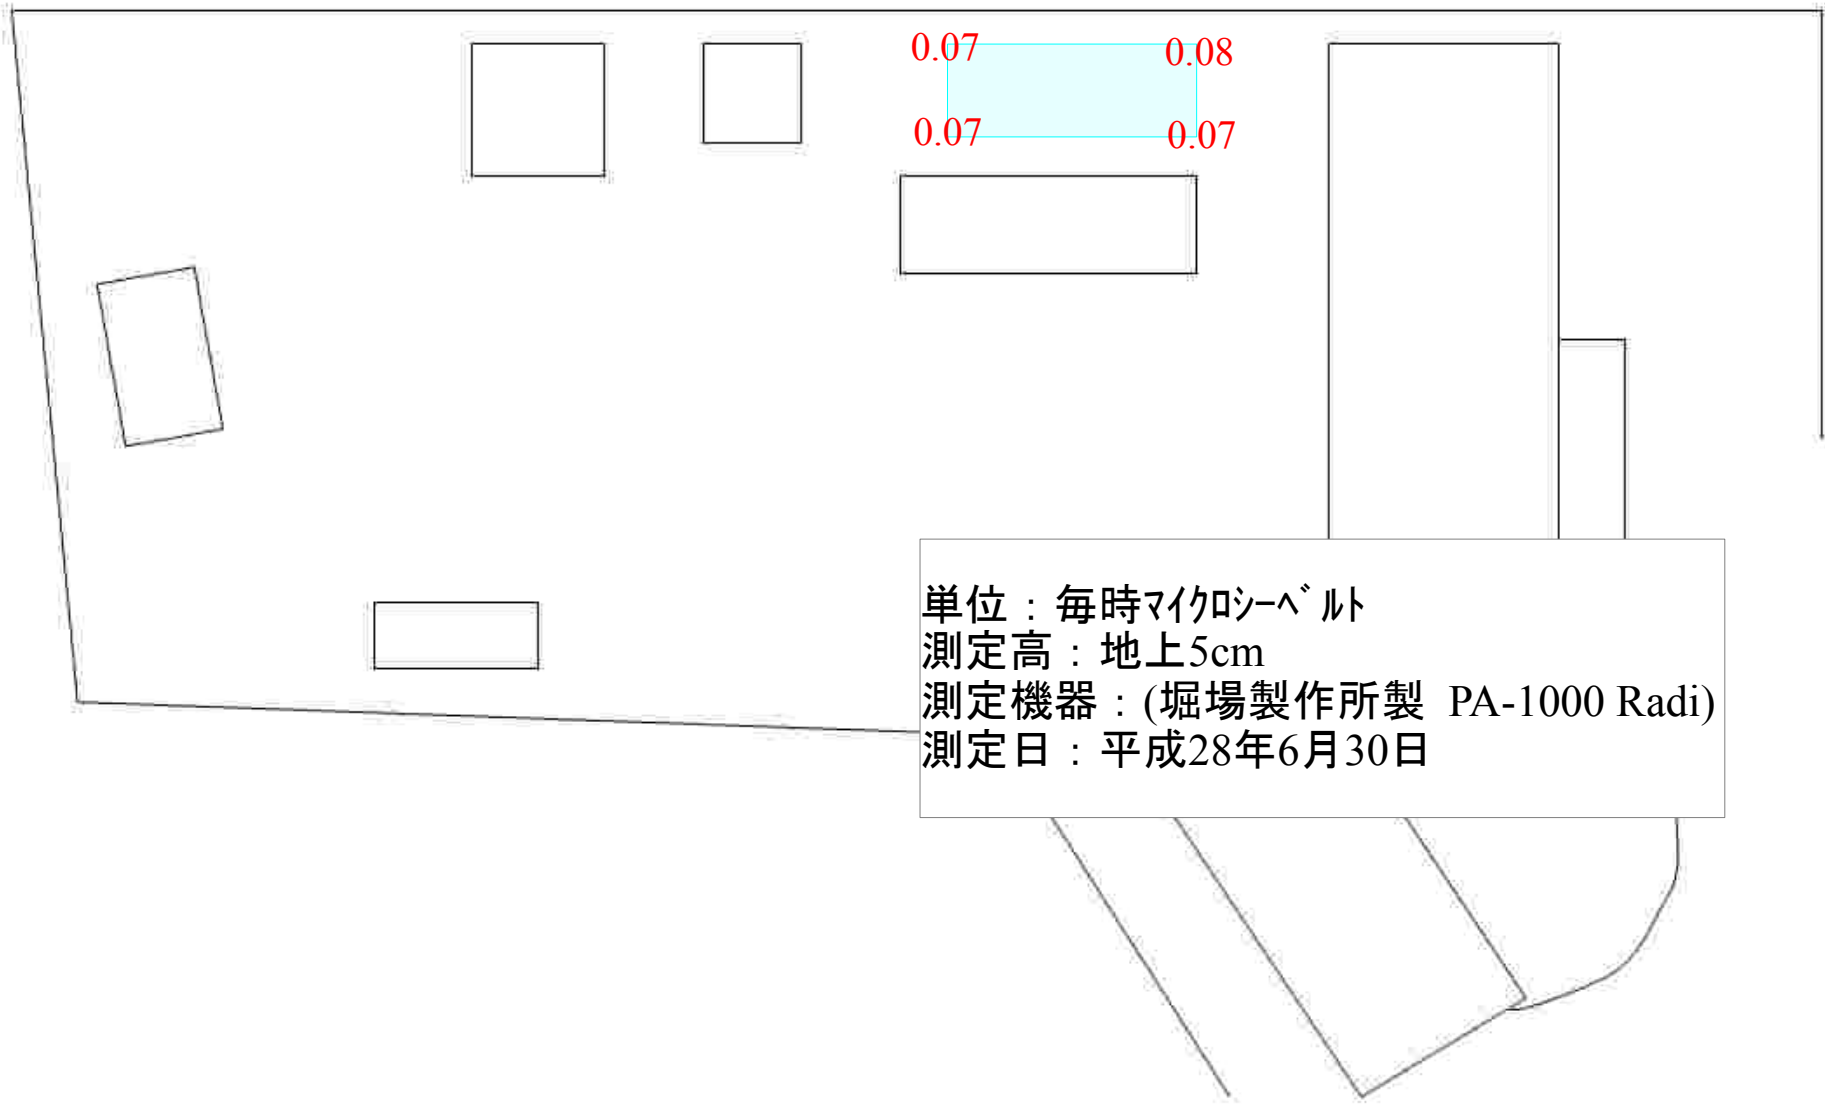 0.07
0.08
0.07
0.07
単位：毎時ﾏｲｸﾛｼｰﾍﾞﾙﾄ
測定高：地上5cm
測定機器：(堀場製作所製 PA-1000 Radi)
測定日：平成28年6月30日